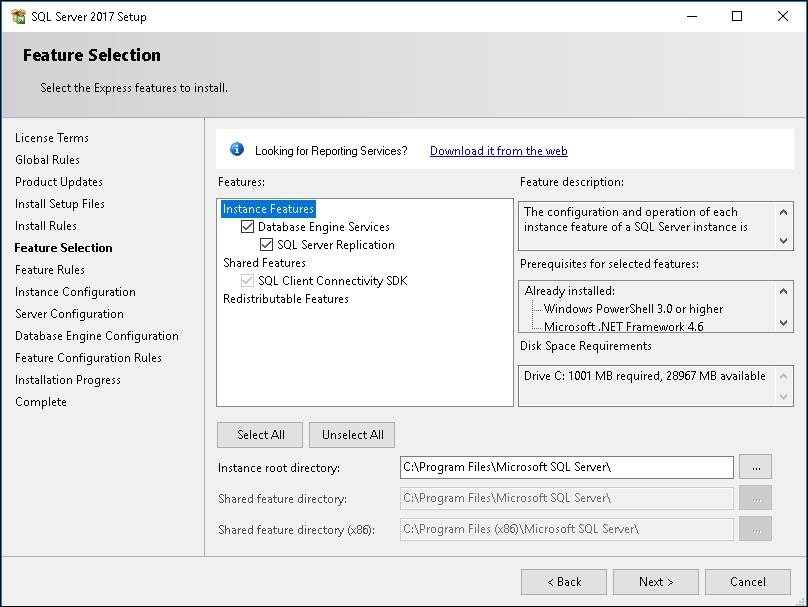 SQL Server 2017 Setup
Feature Selection
Select the Express features to install.
License Terms
Global Rules
Product Updates
Install Setup Files
Install Rules
Feature Selection
Feature Rules
Instance Configuration
Server Configuration
Database Engine Configuration
Feature Configuration Rules
Installation Progress
Complete
Looking for Reporting Services? Download it from the web
Features:
Instance Features
Database Engine Services
SQL Server Replication
Shared Features
SQL Client Connectivity SDK
Redistributable Features
Feature description:
The configuration and operation of each
instance feature of a SQL Server instance is
Prerequisites for selected features:
Already installed:
Windows PowerShell 3.0 or higher
Microsoft .NET Framework 4.6
Disk Space Requirements
Drive C: 1001 MB required, 28967 MB available
Select All
Unselect All
Instance root directory: C:\Program Files\Microsoft SQL Server\ ...
Shared feature directory: C:\Program Files\Microsoft SQL Server\ ...
Shared feature directory (x86): C:\Program Files (x86)\Microsoft SQL Server\ ...
< Back
Next >
Cancel